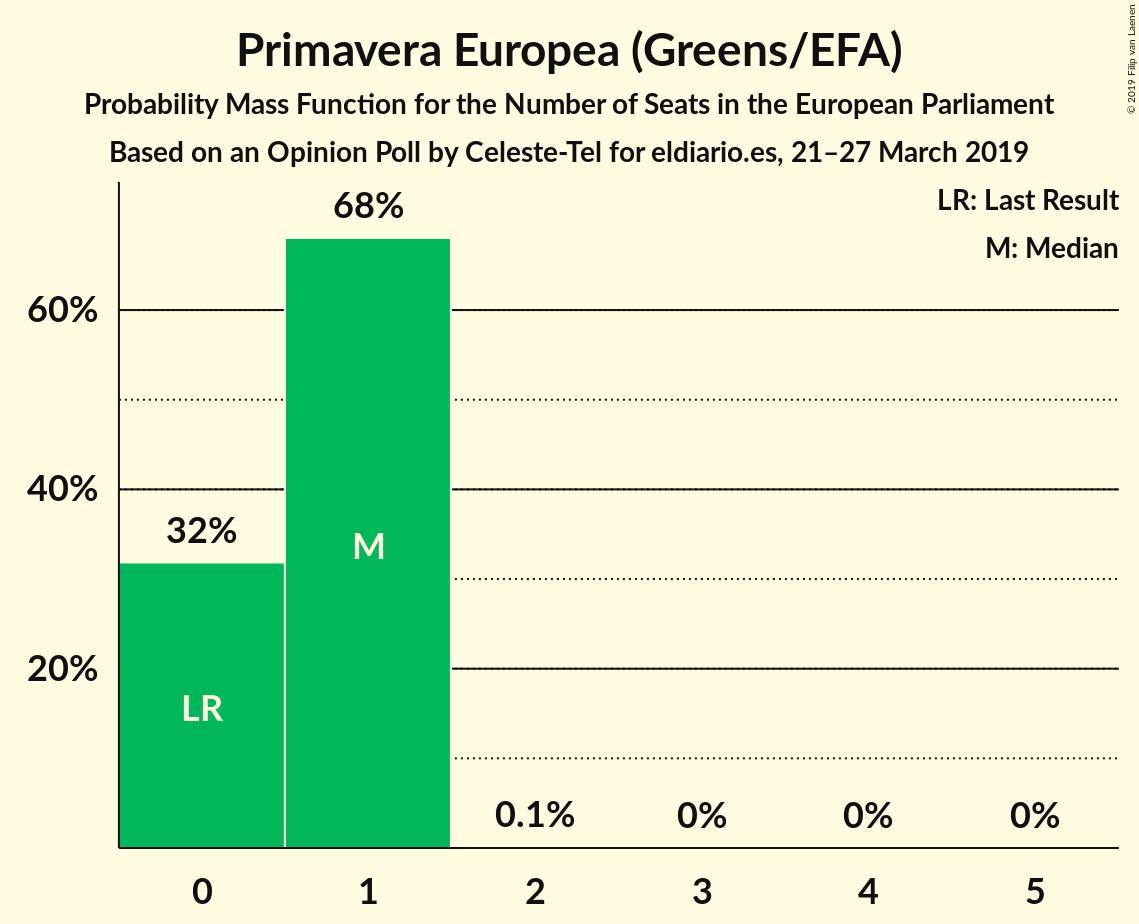 Primavera Europea (Greens/EFA)
Probability Mass Function for the Number of Seats in the European Parliament
Based on an Opinion Poll by Celeste-Tel for eldiario.es, 21–27 March 2019
© 2019 Filip van Laenen
LR: Last Result
M: Median
68%
60%
40%
32%
M
20%
LR
0.1%
0%
0%
0%
0
1
2
3
4
5